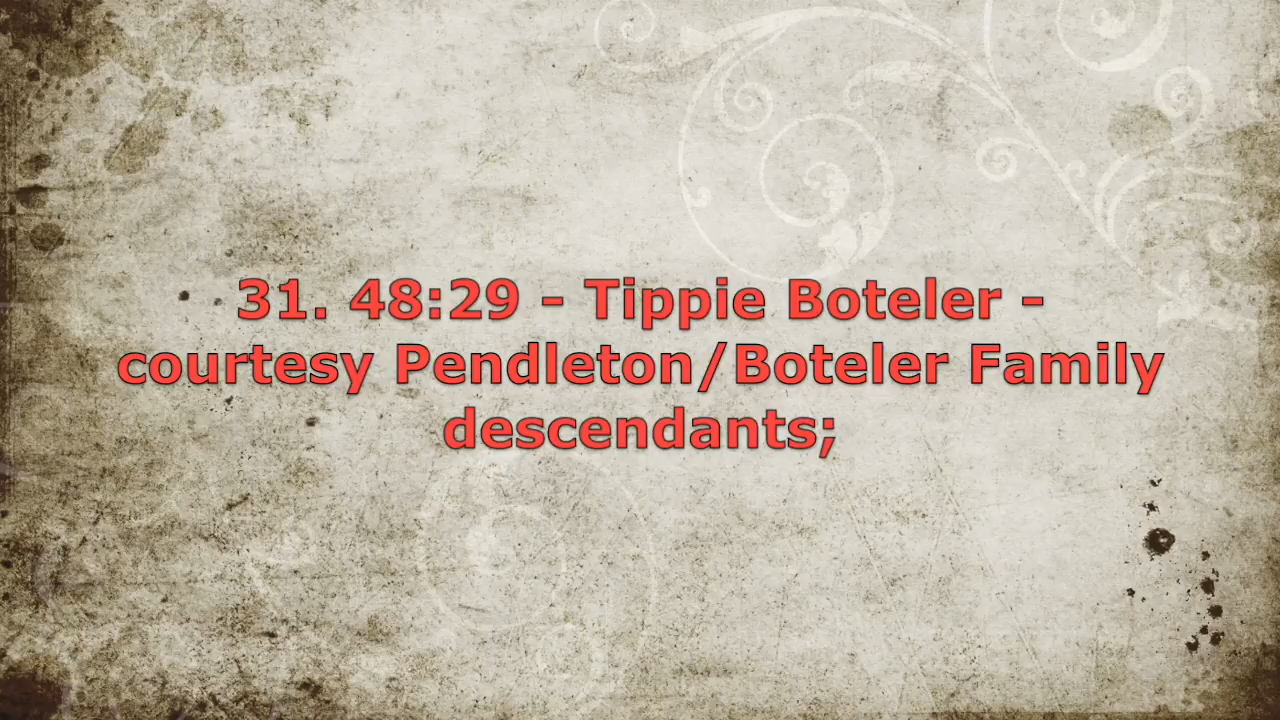 31. 48:29 - Tippie Boteler -
courtesy Pendleton/Boteler Family
descendants;